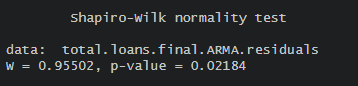 Shapiro-Wilk normality test
data:  total.loans.final.ARMA.residuals
W = 0.95502, p-value = 0.02184